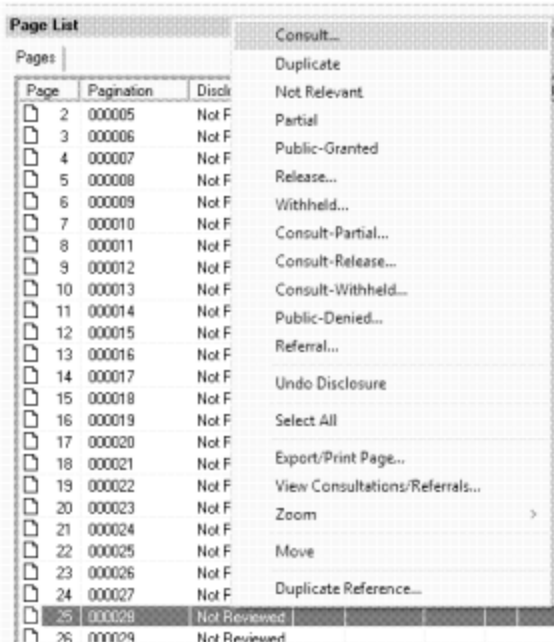 Page List
Pages
Page Pagination Discl
2 000005 Not F
3 000006 Not F
4 000007 Not F
5 000008 Not F
6 000009 Not F
7 000010 Not F
8 000011 Not F
9 000012 Not F
10 000013 Not F
11 000014 Not F
12 000015 Not F
13 000016 Not F
14 000017 Not F
15 000018 Not F
16 000019 Not F
17 000020 Not F
18 000021 Not F
19 000022 Not F
20 000023 Not F
21 000024 Not F
22 000025 Not F
23 000026 Not F
24 000027 Not F
25 000028 Not Reviewed
26 000029 Not Reviewed
Consult...
Duplicate
Not Relevant
Partial
Public-Granted
Release...
Withheld...
Consult-Partial...
Consult-Release...
Consult-Withheld...
Public-Denied...
Referral...
Undo Disclosure
Select All
Export/Print Page...
View Consultations/Referrals...
Zoom >
Move
Duplicate Reference...